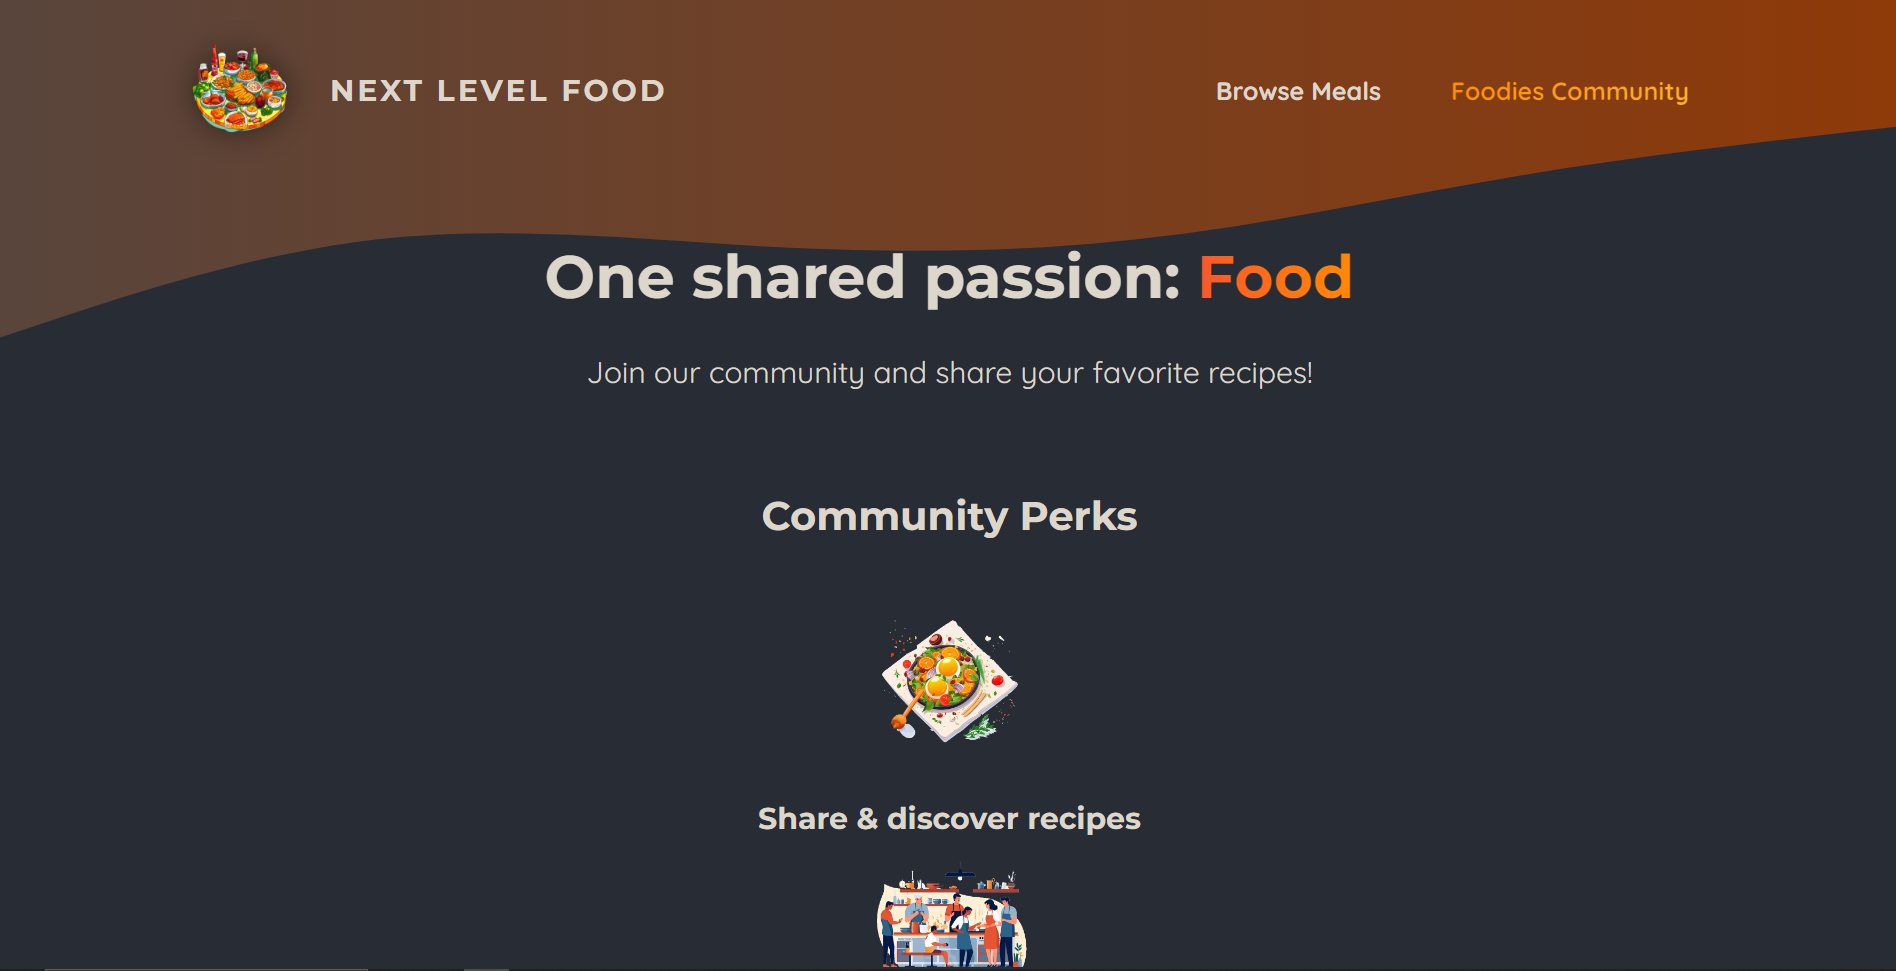 NEXT LEVEL FOOD
Browse Meals
Foodies Community
One shared passion: Food
Join our community and share your favorite recipes!
Community Perks
Share & discover recipes